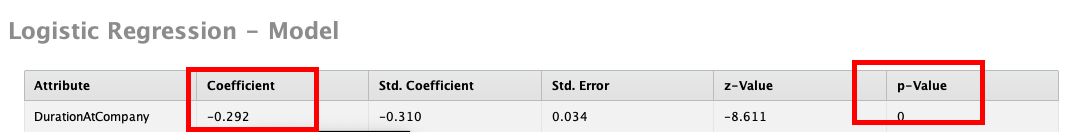 Logistic Regression - Model
Attribute Coefficient Std. Coefficient Std. Error z-Value p-Value
DurationAtCompany -0.292 -0.310 0.034 -8.611 0